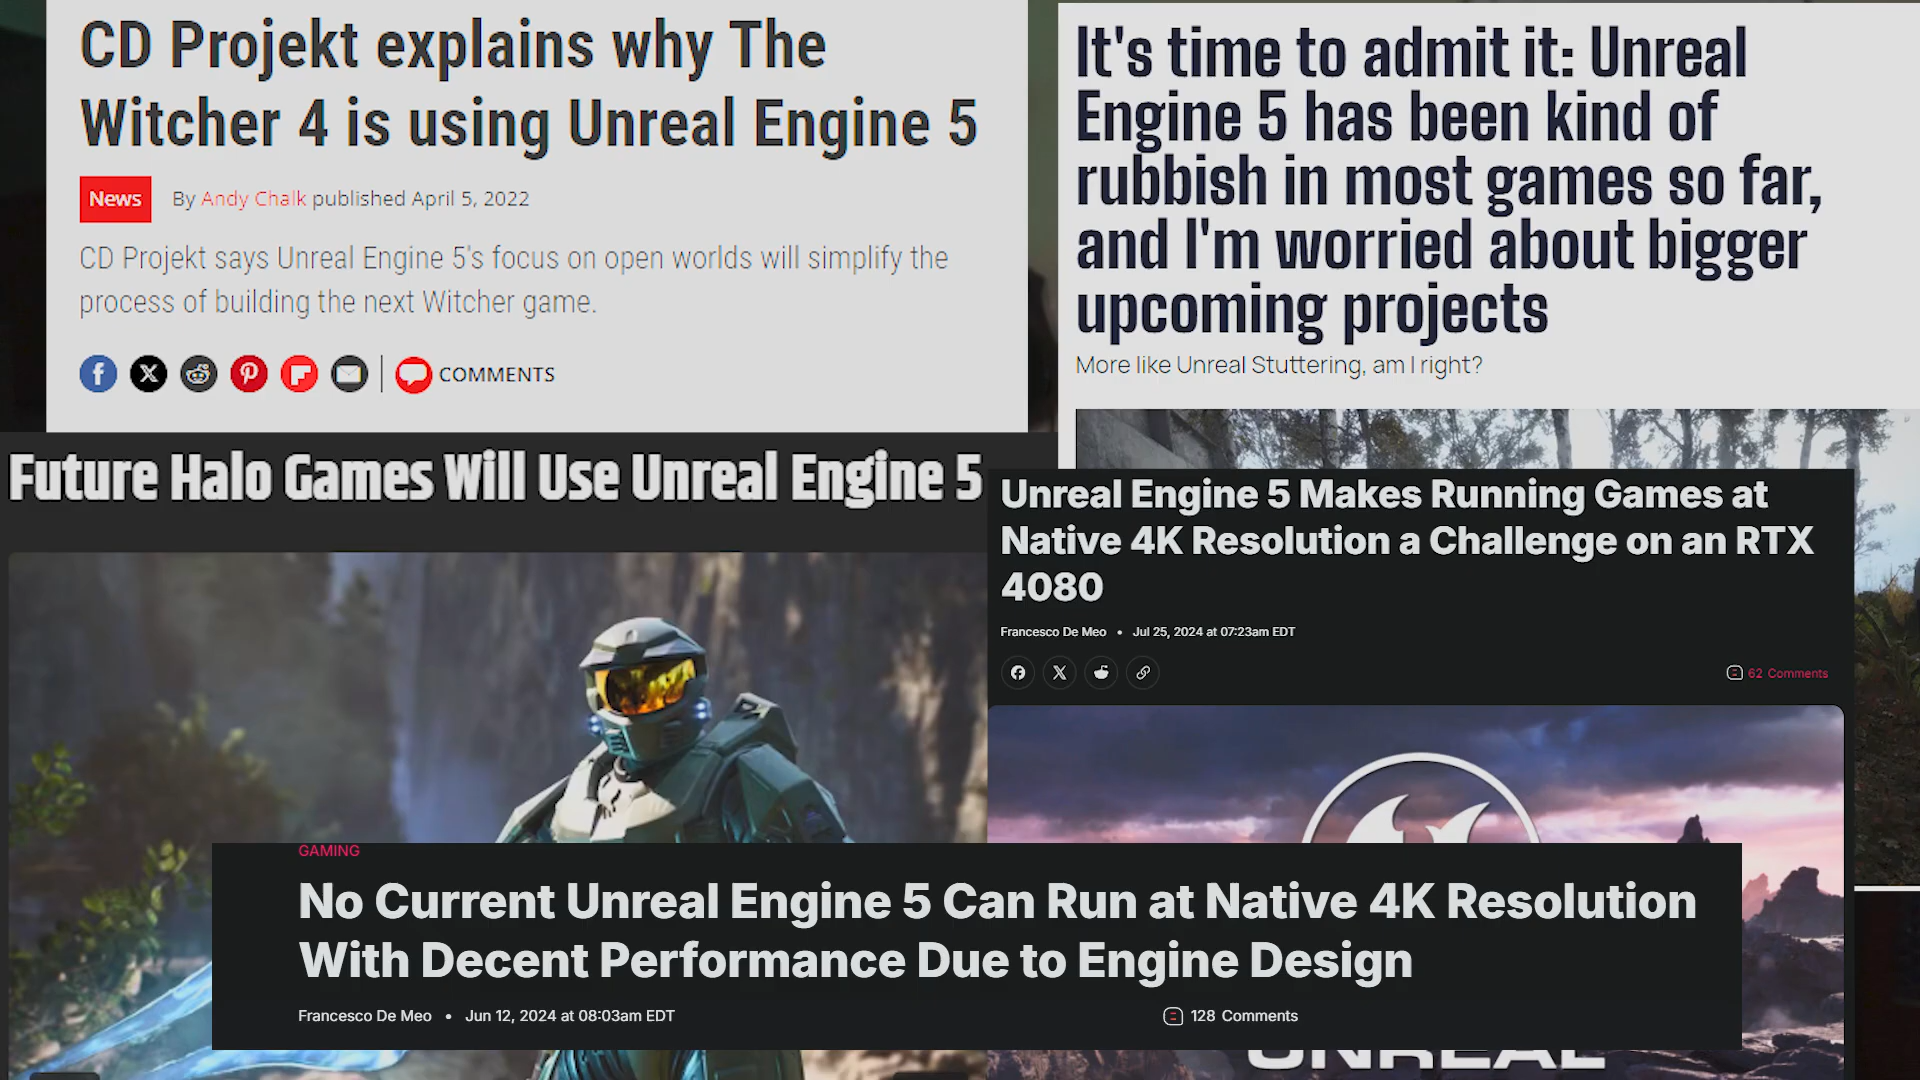 CD Projekt explains why The
Witcher 4 is using Unreal Engine 5
News
By Andy Chalk published April 5, 2022
CD Projekt says Unreal Engine 5's focus on open worlds will simplify the
process of building the next Witcher game.
COMMENTS
It's time to admit it: Unreal
Engine 5 has been kind of
rubbish in most games so far,
and I'm worried about bigger
upcoming projects
More like Unreal Stuttering, am I right?
Future Halo Games Will Use Unreal Engine 5
Unreal Engine 5 Makes Running Games at
Native 4K Resolution a Challenge on an RTX
4080
Francesco De Meo • Jul 25, 2024 at 07:23am EDT
62 Comments
GAMING
No Current Unreal Engine 5 Can Run at Native 4K Resolution
With Decent Performance Due to Engine Design
Francesco De Meo • Jun 12, 2024 at 08:03am EDT
128 Comments
UNREAL